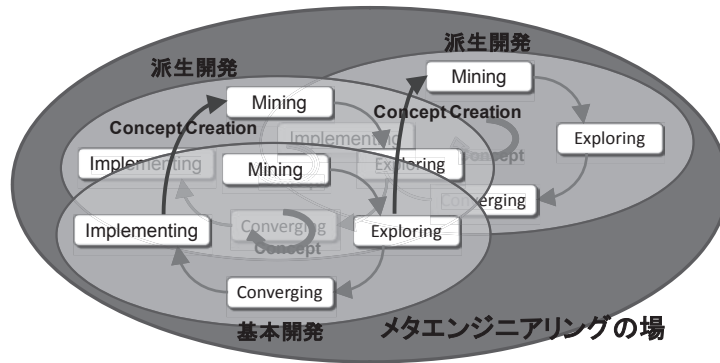 派生開発
派生開発
Mining
Mining
Concept Creation
Concept Creation
Implementing
Exploring
Implementing
Mining
Exploring
Concept
Converging
Converging
Implementing
Exploring
Concept
Converging
基本開発
メタエンジニアリングの場